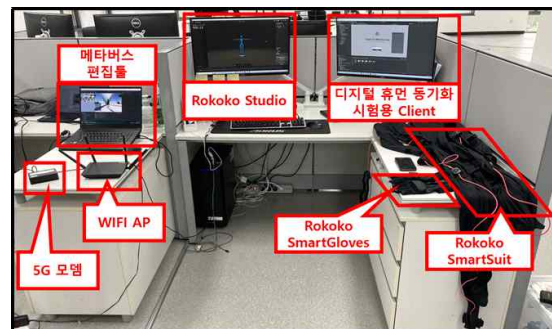 메타버스
편집툴
Rokoko Studio
디지털 휴먼 동기화
시험용 Client
WIFI AP
5G 모뎀
Rokoko
SmartGloves
Rokoko
SmartSuit